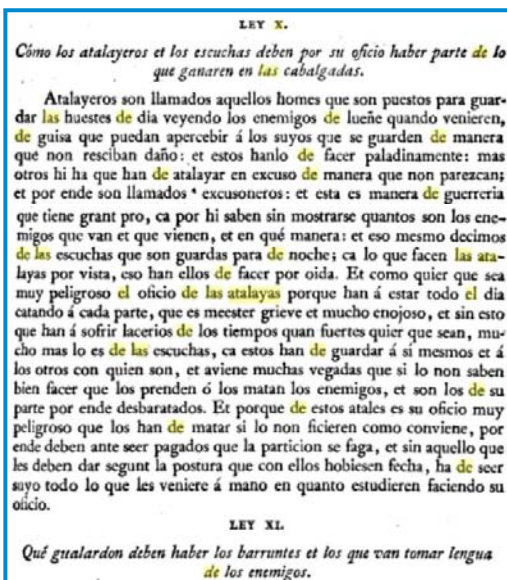 LEY X.
Cómo los atalayeros et los escuchas deben por su oficio haber parte de lo
que ganaren en las cabalgadas.
Atalayeros son llamados aquellos homes que son puestos para guar-
dar las huestes de dia veyendo los enemigos de lueñe quando venieren,
de guisa que puedan apercebir á los suyos que se guarden de manera
que non resciban daño: et estos hanlo de facer paladinamente: mas
otros hi ha que han de atalayar en excuso de manera que non parezcan;
et por ende son llamados excusoneros: et esta es manera de guerreria
que tiene grant pro, ca por hi saben sin mostrarse quantos son los ene-
migos que van et que vienen, et en qué manera: et eso mesmo decimos
de las escuchas que son guardas para de noche; ca lo que facen las ata-
layas por vista, eso han ellos de facer por oida. Et como quier que sea
muy peligroso el oficio de las atalayas porque han á estar todo el dia
catando á cada parte, que es meester grieve et mucho enojoso, et sin esto
que han á sofrir lacerios de los tiempos quan fuertes quier que sean, mu-
cho mas lo es de las escuchas, ca estos han de guardar á si mesmos et á
los otros con quien son, et aviene muchas vegadas que si lo non saben
bien facer que los prenden ó los matan los enemigos, et son los de su
parte por ende desbaratados. Et porque de estos atales es su oficio muy
peligroso que los han de matar si lo non ficieren como conviene, por
ende deben ante seer pagados que la particion se faga, et sin aquello que
les deben dar segunt la postura que con ellos hobiesen fecha, ha de seer
suyo todo lo que les veniere á mano en quanto estudieren faciendo su
oficio.
LEY XI.
Qué gualardon deben haber los barruntes et los que van tomar lengua
de los enemigos.